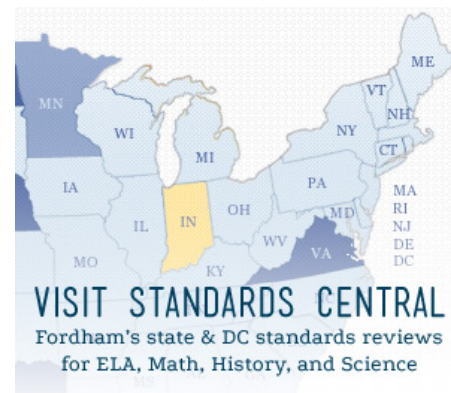 ME
VT
MN
NH
WI
NY
MI
CT
PA
IA
MA
OH
RI
IL
IN
MD
NJ
WV
DE
VA
MO
DC
KY
VISIT STANDARDS CENTRAL
Fordham's state & DC standards reviews
for ELA, Math, History, and Science
MS